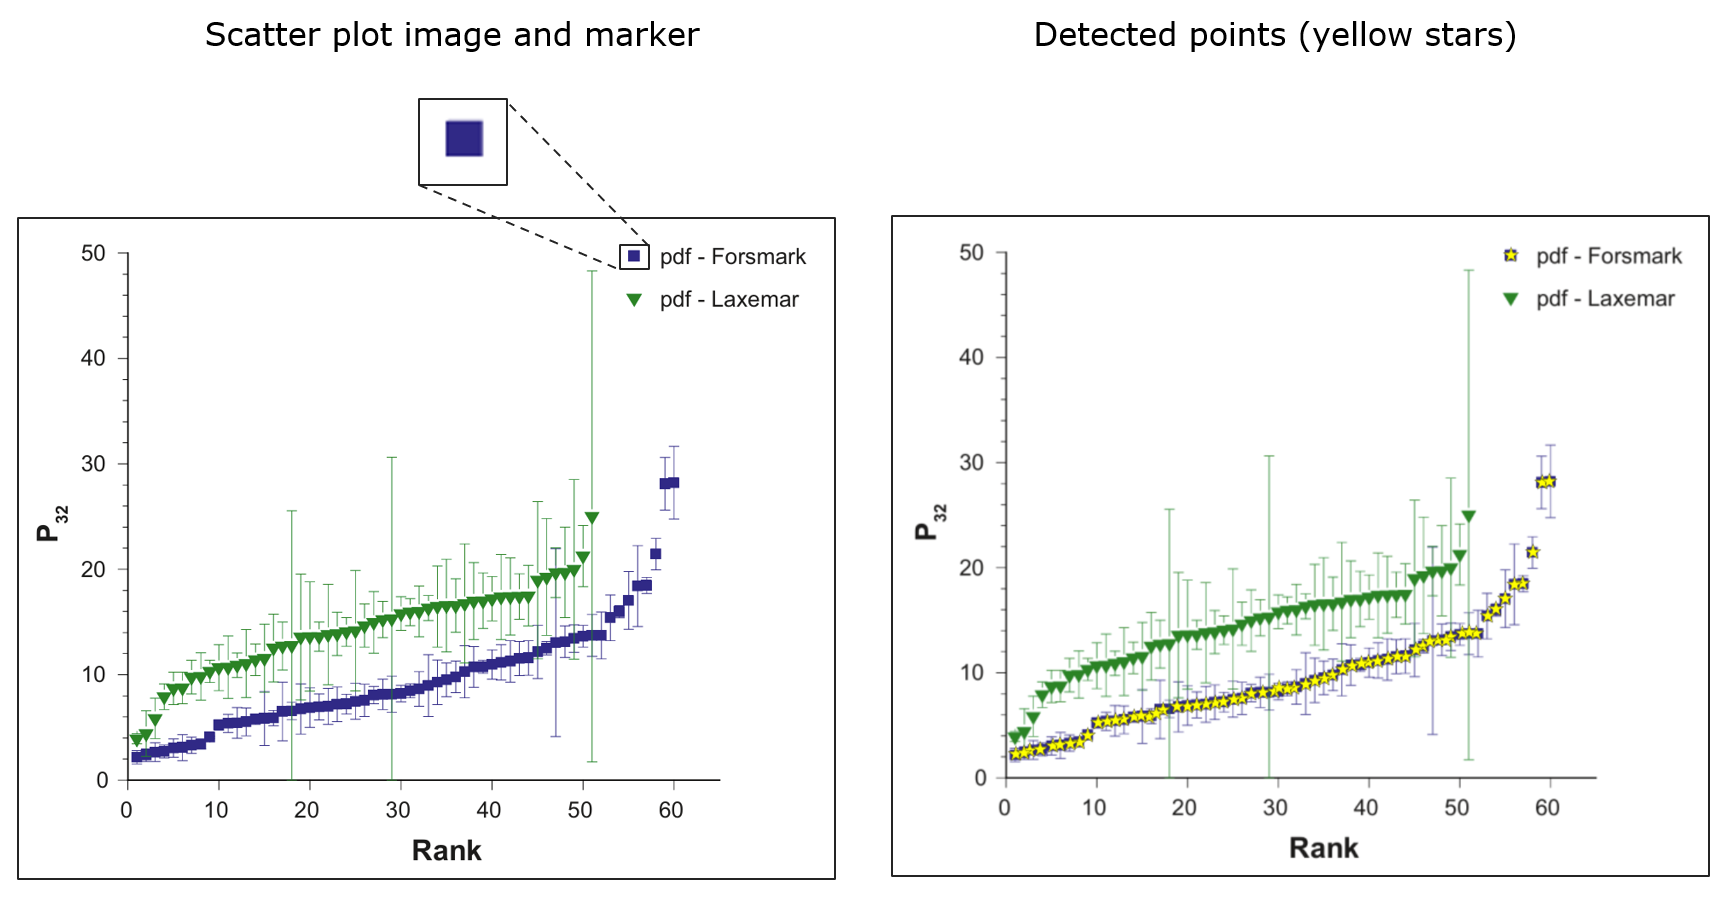 Scatter plot image and marker
Detected points (yellow stars)
50
40
30
20
10
0
P32
0 10 20 30 40 50 60
Rank
pdf - Forsmark
pdf - Laxemar
50
40
30
20
10
0
P32
0 10 20 30 40 50 60
Rank
pdf - Forsmark
pdf - Laxemar